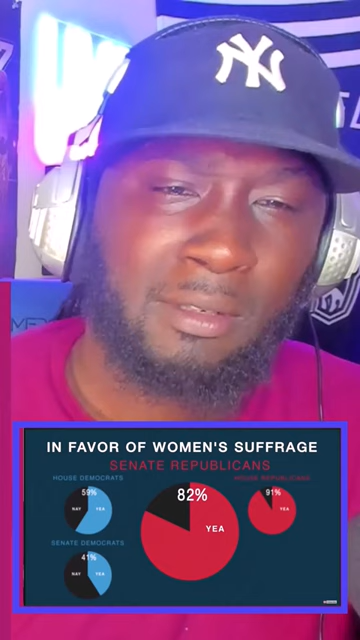 NY
IN FAVOR OF WOMEN'S SUFFRAGE
SENATE REPUBLICANS
HOUSE DEMOCRATS
HOUSE REPUBLICANS
59%
82%
91%
NAY
YEA
YEA
YEA
SENATE DEMOCRATS
41%
NAY
YEA